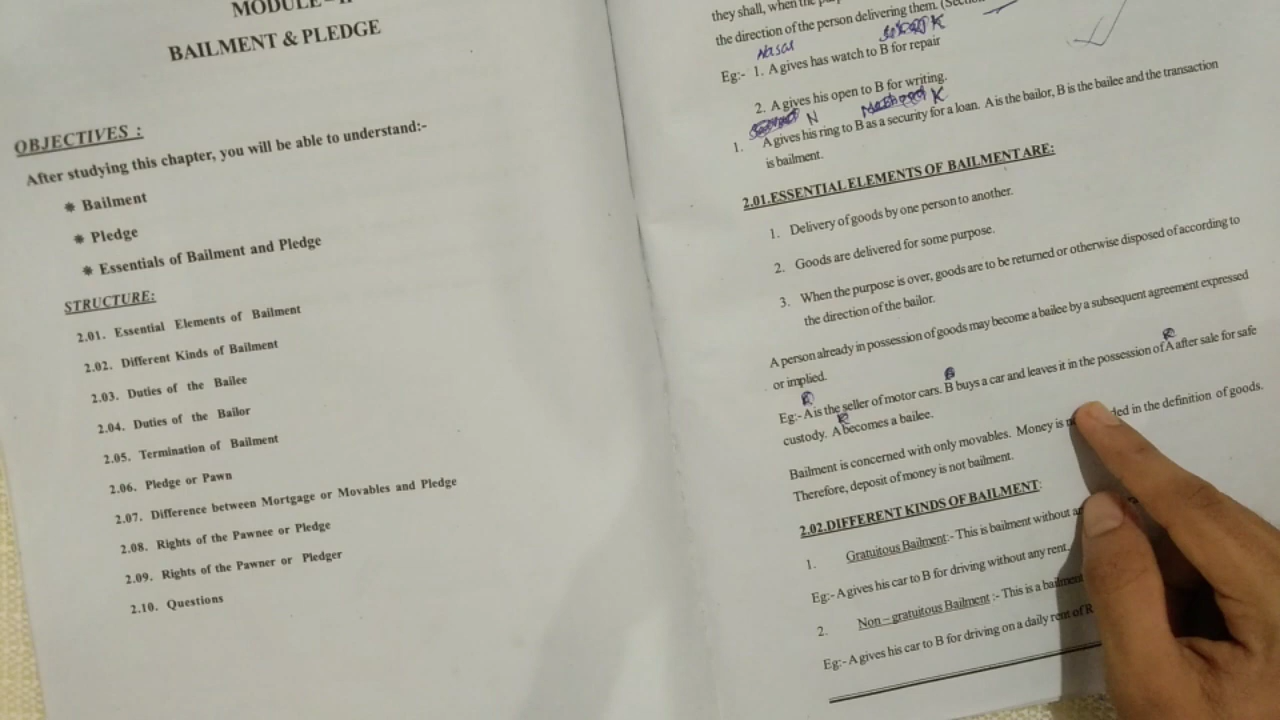 MODULE – II
BAILMENT & PLEDGE
OBJECTIVES :
After studying this chapter, you will be able to understand:-
⁕ Bailment
⁕ Pledge
⁕ Essentials of Bailment and Pledge
STRUCTURE:
2.01. Essential Elements of Bailment
2.02. Different Kinds of Bailment
2.03. Duties of the Bailee
2.04. Duties of the Bailor
2.05. Termination of Bailment
2.06. Pledge or Pawn
2.07. Difference between Mortgage or Movables and Pledge
2.08. Rights of the Pawnee or Pledge
2.09. Rights of the Pawner or Pledger
2.10. Questions
they shall, when the
the direction of the person delivering them.
Nasar K
Eg:- 1. A gives has watch to B for repair
2. A gives his open to B for writing.
N K
1. A gives his ring to B as a security for a loan. A is the bailor, B is the bailee and the transaction
is bailment.
2.01.ESSENTIAL ELEMENTS OF BAILMENT ARE:
1. Delivery of goods by one person to another.
2. Goods are delivered for some purpose.
3. When the purpose is over, goods are to be returned or otherwise disposed of according to
the direction of the bailor.
A person already in possession of goods may become a bailee by a subsequent agreement expressed
or implied.
Eg:- A is the seller of motor cars. B buys a car and leaves it in the possession of A after sale for safe
custody. A becomes a bailee.
Bailment is concerned with only movables. Money is in the definition of goods.
Therefore, deposit of money is not bailment.
2.02.DIFFERENT KINDS OF BAILMENT:
1. Gratuitous Bailment:- This is bailment without
Eg:- A gives his car to B for driving without any rent.
2. Non – gratuitous Bailment :- This is a bailment
Eg:- A gives his car to B for driving on a daily rent of